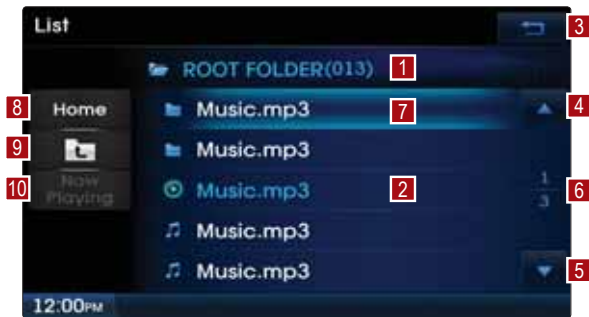 List
3
ROOT FOLDER(013) 1
8 Home Music.mp3 7 4
9 Music.mp3
10 Now Playing Music.mp3 2 1 3 6
Music.mp3
Music.mp3 5
12:00PM